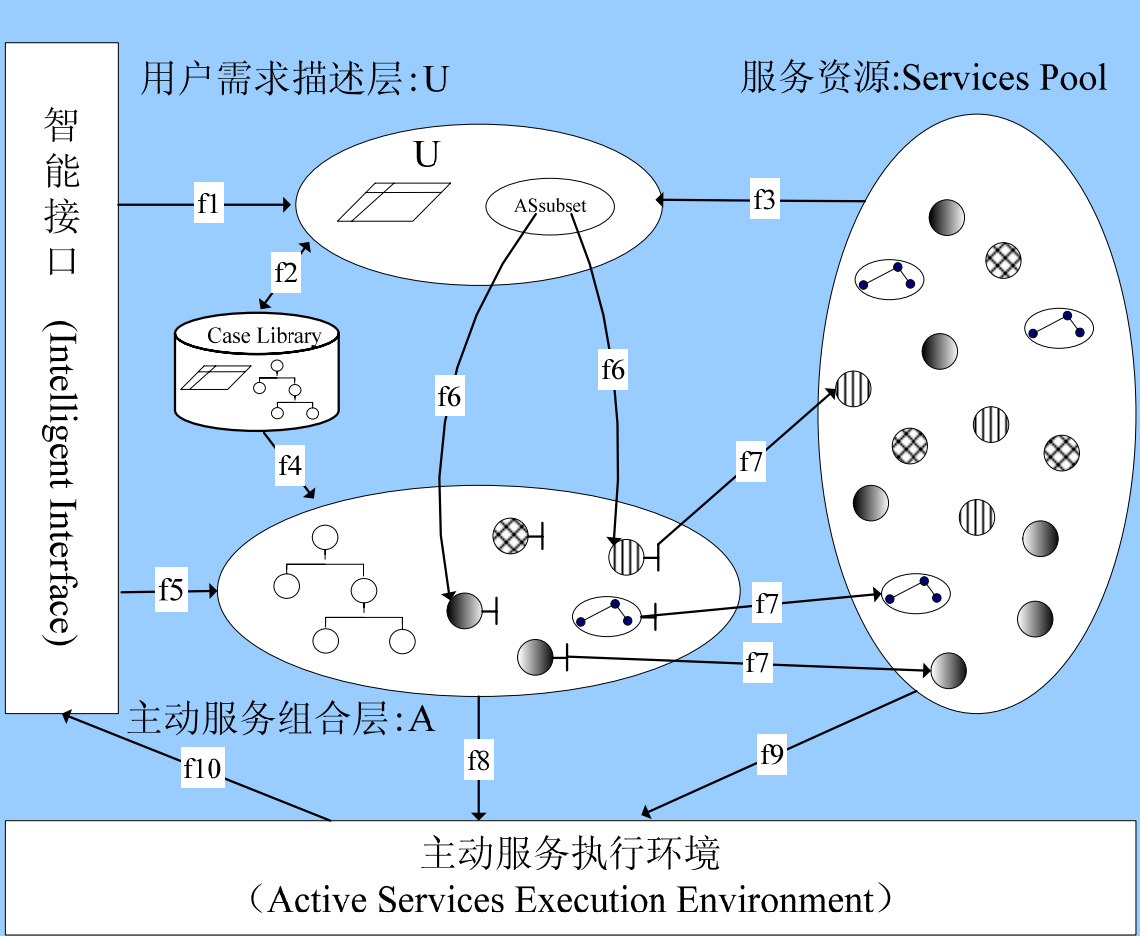 用户需求描述层:U
服务资源:Services Pool
智能接口 (Intelligent Interface)
U
ASsubset
f1
f3
f2
Case Library
f6
f6
f4
f7
f5
f7
f7
主动服务组合层:A
f8
f9
f10
主动服务执行环境
（Active Services Execution Environment）